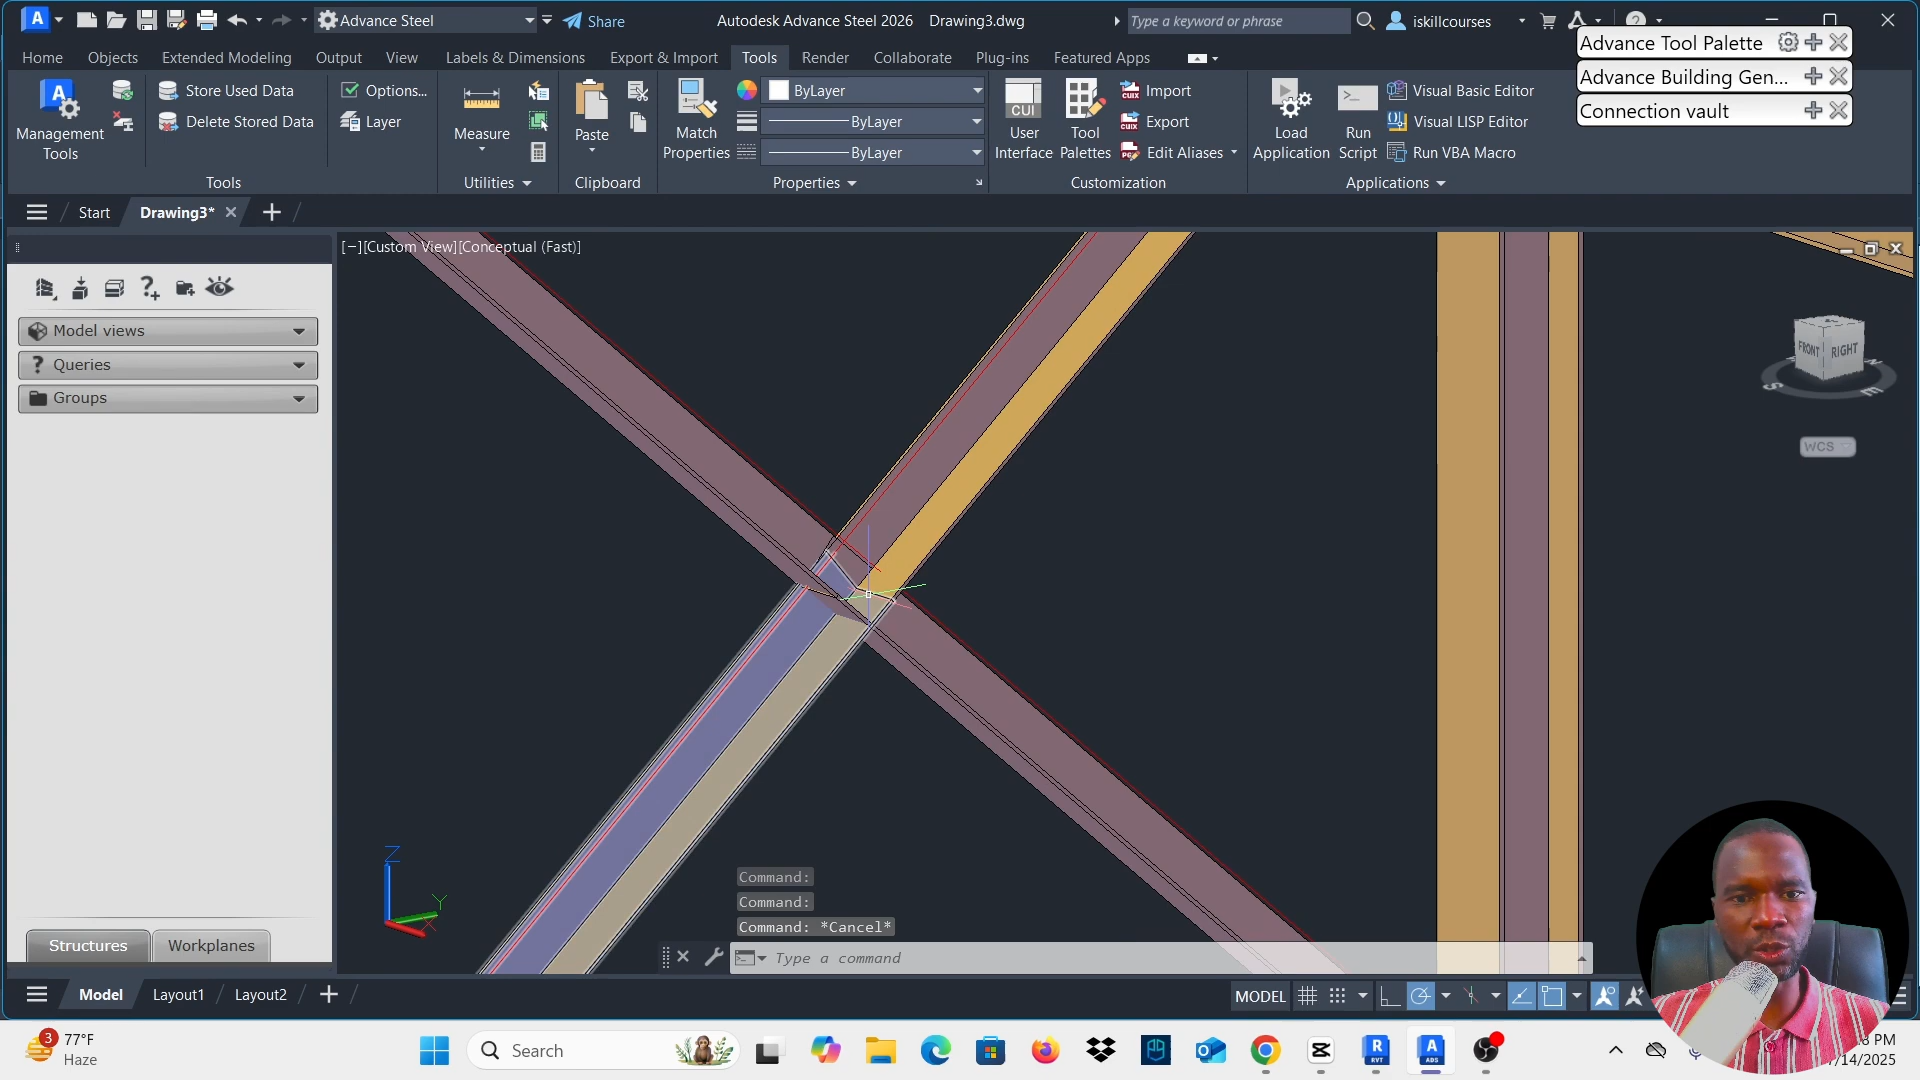 Advance Steel
Share
Autodesk Advance Steel 2026 Drawing3.dwg
Type a keyword or phrase
iskillcourses
Home Objects Extended Modeling Output View Labels & Dimensions Export & Import Tools Render Collaborate Plug-ins Featured Apps
Advance Tool Palette
Advance Building Gen...
Connection vault
Management Tools
Store Used Data
Delete Stored Data
Options...
Layer
Tools
Measure
Utilities
Paste
Clipboard
Match Properties
ByLayer
ByLayer
ByLayer
Properties
CUI
User Interface
Tool Palettes
Import
Export
Edit Aliases
Customization
Load Application
Run Script
Visual Basic Editor
Visual LISP Editor
Run VBA Macro
Applications
Start
Drawing3*
[−][Custom View][Conceptual (Fast)]
Model views
Queries
Groups
FRONT
RIGHT
S
E
WCS
Z
Y
X
Command:
Command:
Command: *Cancel*
Type a command
Structures
Workplanes
Model
Layout1
Layout2
MODEL
3
77°F
Haze
Search